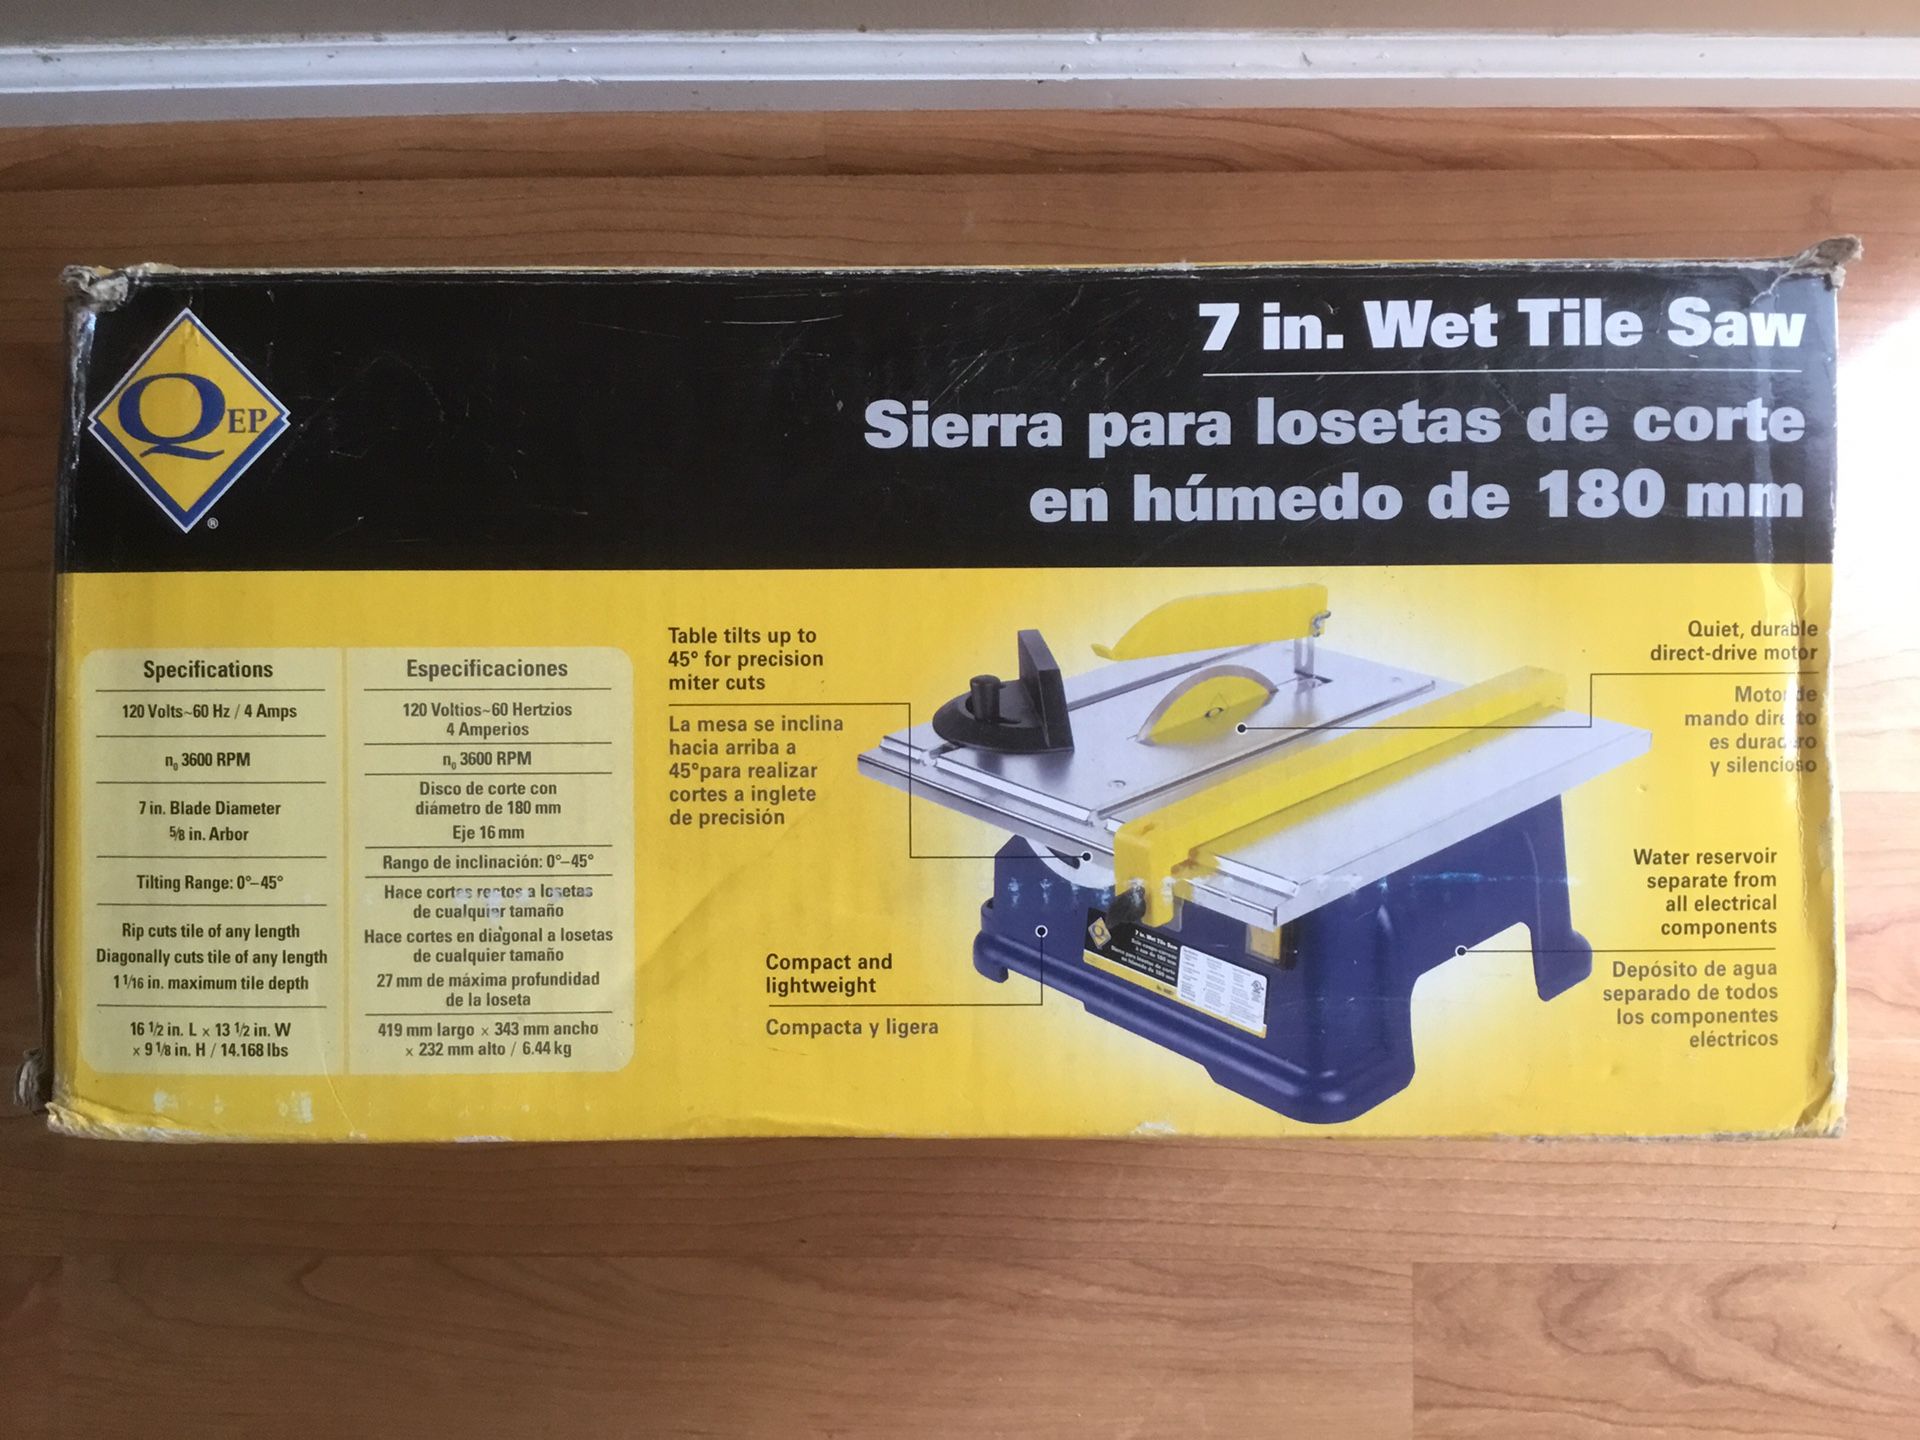 QEP
®
7 in. Wet Tile Saw
Sierra para losetas de corte
en húmedo de 180 mm
Specifications
120 Volts~60 Hz / 4 Amps
n0 3600 RPM
7 in. Blade Diameter
5/8 in. Arbor
Tilting Range: 0°–45°
Rip cuts tile of any length
Diagonally cuts tile of any length
1 1/16 in. maximum tile depth
16 1/2 in. L x 13 1/2 in. W
x 9 1/8 in. H / 14.168 lbs
Especificaciones
120 Voltios~60 Hertzios
4 Amperios
n0 3600 RPM
Disco de corte con
diámetro de 180 mm
Eje 16 mm
Rango de inclinación: 0°–45°
Hace cortes rectos a losetas
de cualquier tamaño
Hace cortes en diagonal a losetas
de cualquier tamaño
27 mm de máxima profundidad
de la loseta
419 mm largo x 343 mm ancho
x 232 mm alto / 6.44 kg
Table tilts up to
45° for precision
miter cuts
La mesa se inclina
hacia arriba a
45°para realizar
cortes a inglete
de precisión
Compact and
lightweight
Compacta y ligera
Quiet, durable
direct-drive motor
Motor de
mando directo
es duradero
y silencioso
Water reservoir
separate from
all electrical
components
Depósito de agua
separado de todos
los componentes
eléctricos
7 in. Wet Tile Saw